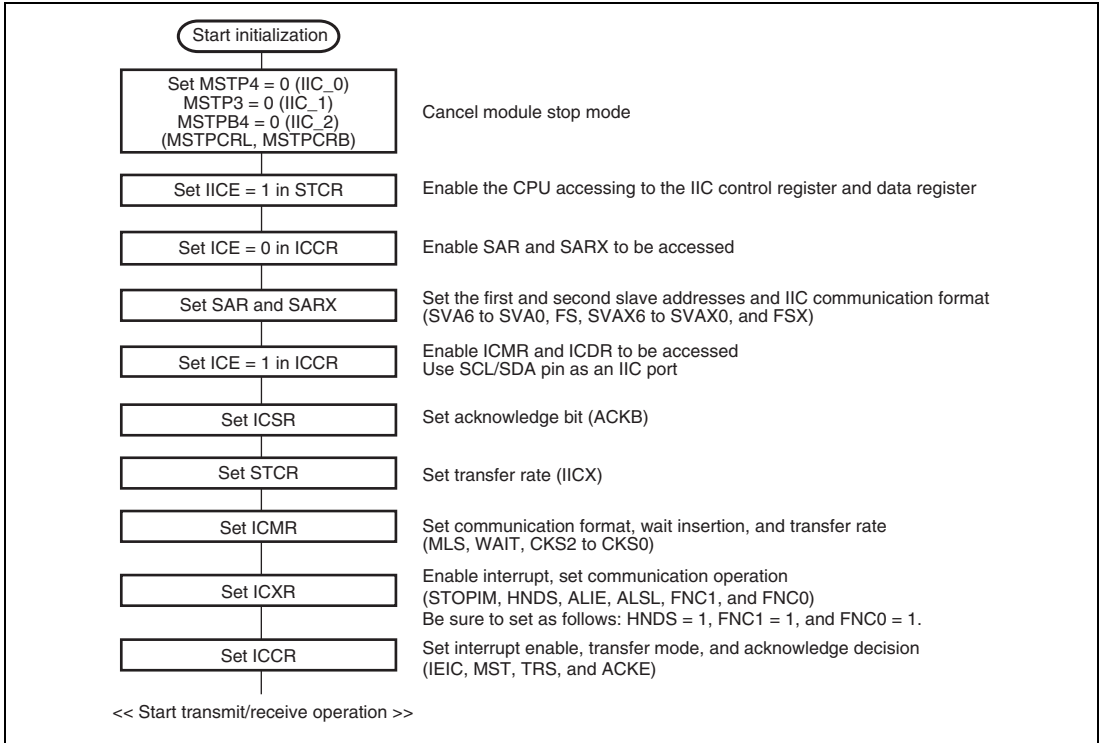 Start initialization
Set MSTP4 = 0 (IIC_0)
MSTP3 = 0 (IIC_1)
MSTPB4 = 0 (IIC_2)
(MSTPCRL, MSTPCRB)
Cancel module stop mode
Set IICE = 1 in STCR
Enable the CPU accessing to the IIC control register and data register
Set ICE = 0 in ICCR
Enable SAR and SARX to be accessed
Set SAR and SARX
Set the first and second slave addresses and IIC communication format
(SVA6 to SVA0, FS, SVAX6 to SVAX0, and FSX)
Set ICE = 1 in ICCR
Enable ICMR and ICDR to be accessed
Use SCL/SDA pin as an IIC port
Set ICSR
Set acknowledge bit (ACKB)
Set STCR
Set transfer rate (IICX)
Set ICMR
Set communication format, wait insertion, and transfer rate
(MLS, WAIT, CKS2 to CKS0)
Set ICXR
Enable interrupt, set communication operation
(STOPIM, HNDS, ALIE, ALSL, FNC1, and FNC0)
Be sure to set as follows: HNDS = 1, FNC1 = 1, and FNC0 = 1.
Set ICCR
Set interrupt enable, transfer mode, and acknowledge decision
(IEIC, MST, TRS, and ACKE)
<< Start transmit/receive operation >>